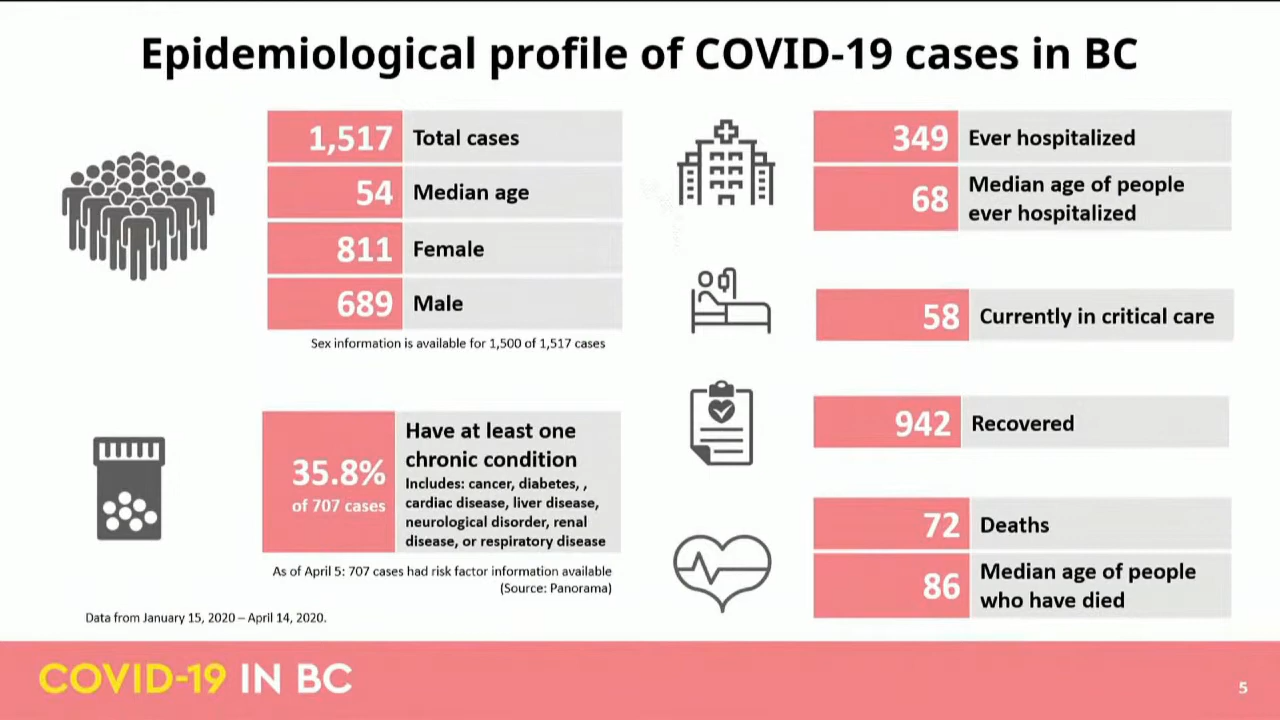 Epidemiological profile of COVID-19 cases in BC
1,517 Total cases
54 Median age
811 Female
689 Male
Sex information is available for 1,500 of 1,517 cases
35.8%
of 707 cases
Have at least one
chronic condition
Includes: cancer, diabetes, ,
cardiac disease, liver disease,
neurological disorder, renal
disease, or respiratory disease
As of April 5: 707 cases had risk factor information available
(Source: Panorama)
Data from January 15, 2020 – April 14, 2020.
349 Ever hospitalized
68 Median age of people
ever hospitalized
58 Currently in critical care
942 Recovered
72 Deaths
86 Median age of people
who have died
COVID-19 IN BC
5